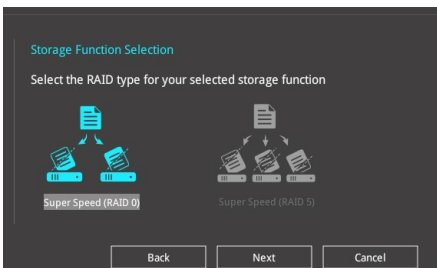 Storage Function Selection
Select the RAID type for your selected storage function
Super Speed (RAID 0)
Super Speed (RAID 5)
Back
Next
Cancel